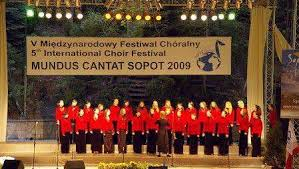 V Międzynarodowy Festiwal Chóralny
5th International Choir Festival
MUNDUS CANTAT SOPOT 2009